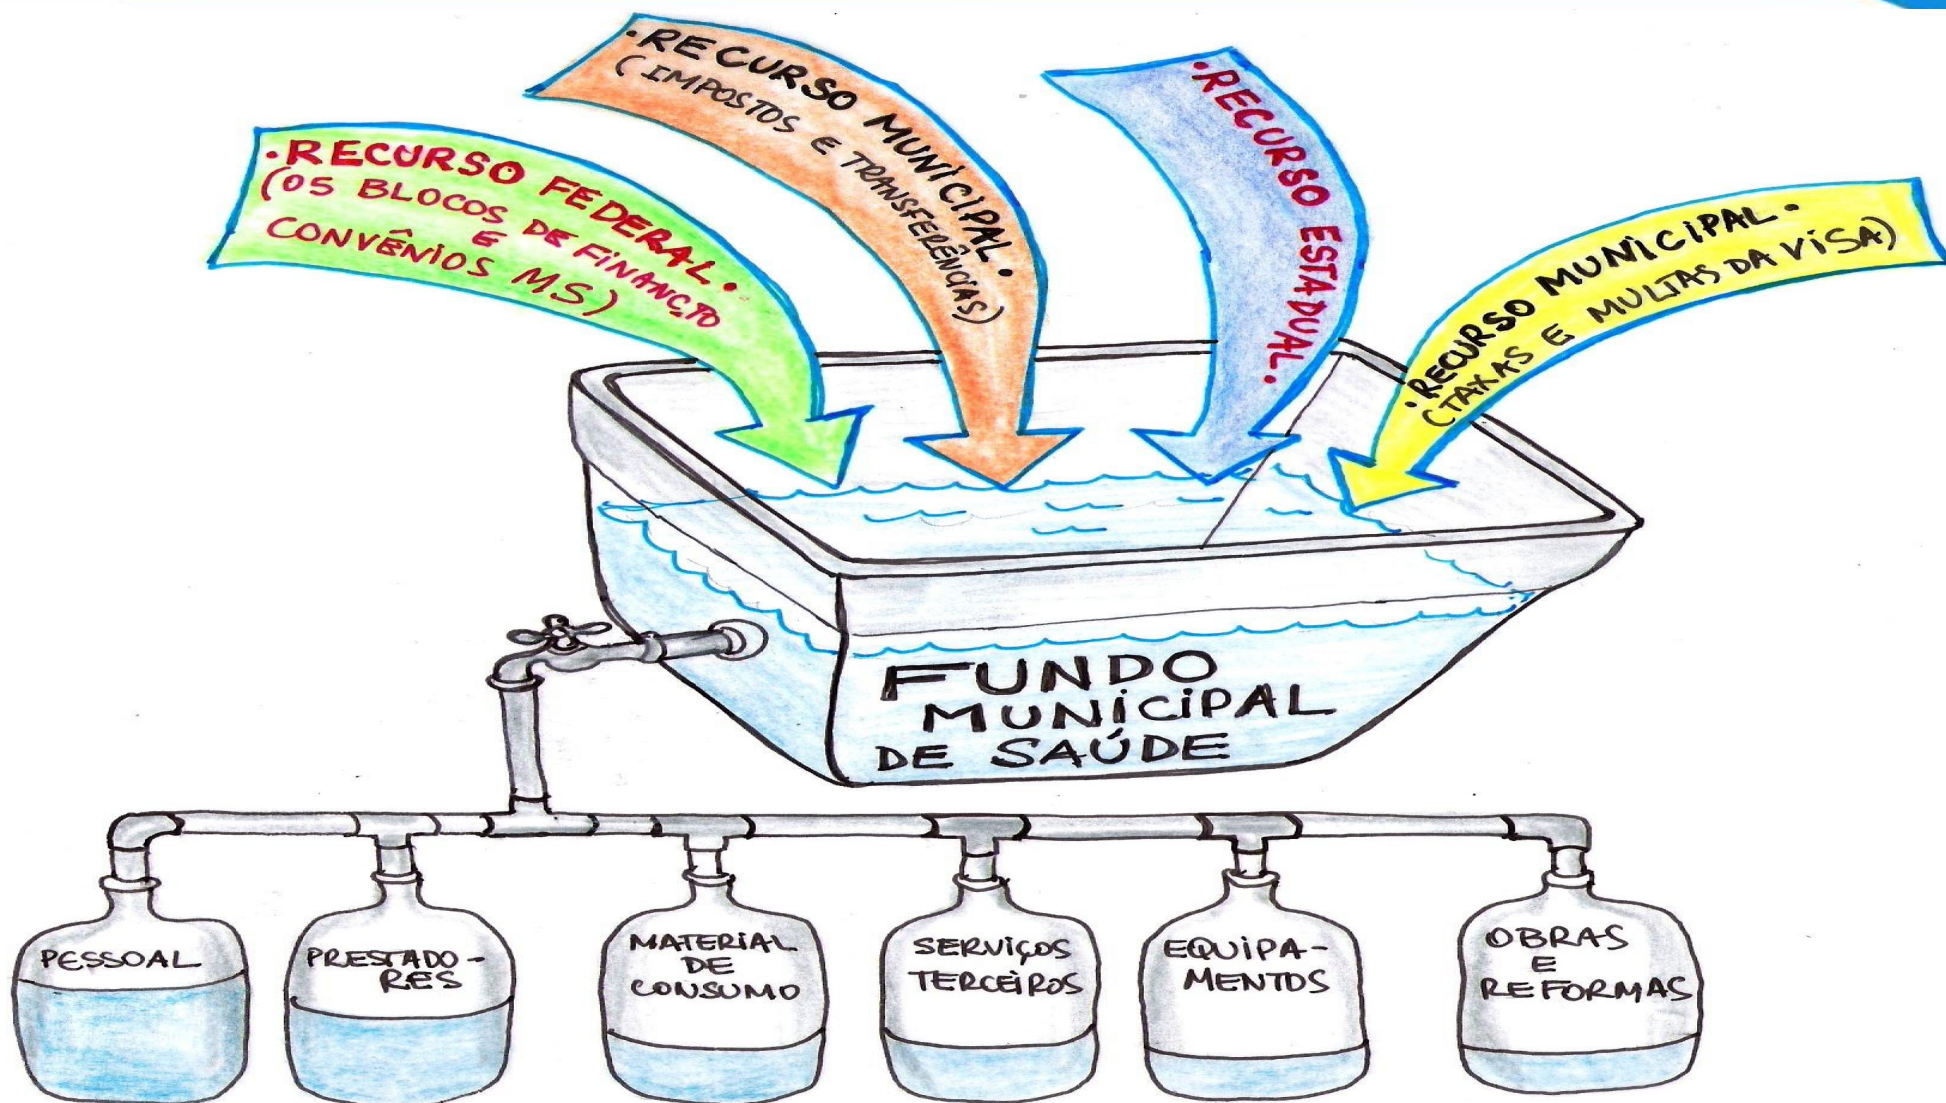 ·RECURSO FEDERAL·
(OS BLOCOS DE FINANÇTO
E
CONVÊNIOS MS)
·RECURSO MUNICIPAL·
(IMPOSTOS E TRANSFERÊNCIAS)
·RECURSO ESTADUAL·
·RECURSO MUNICIPAL·
(TAXAS E MULTAS DA VISA)
FUNDO
MUNICIPAL
DE SAÚDE
PESSOAL
PRESTADO-
RES
MATERIAL
DE
CONSUMO
SERVIÇOS
TERCEIROS
EQUIPA-
MENTOS
OBRAS
E
REFORMAS